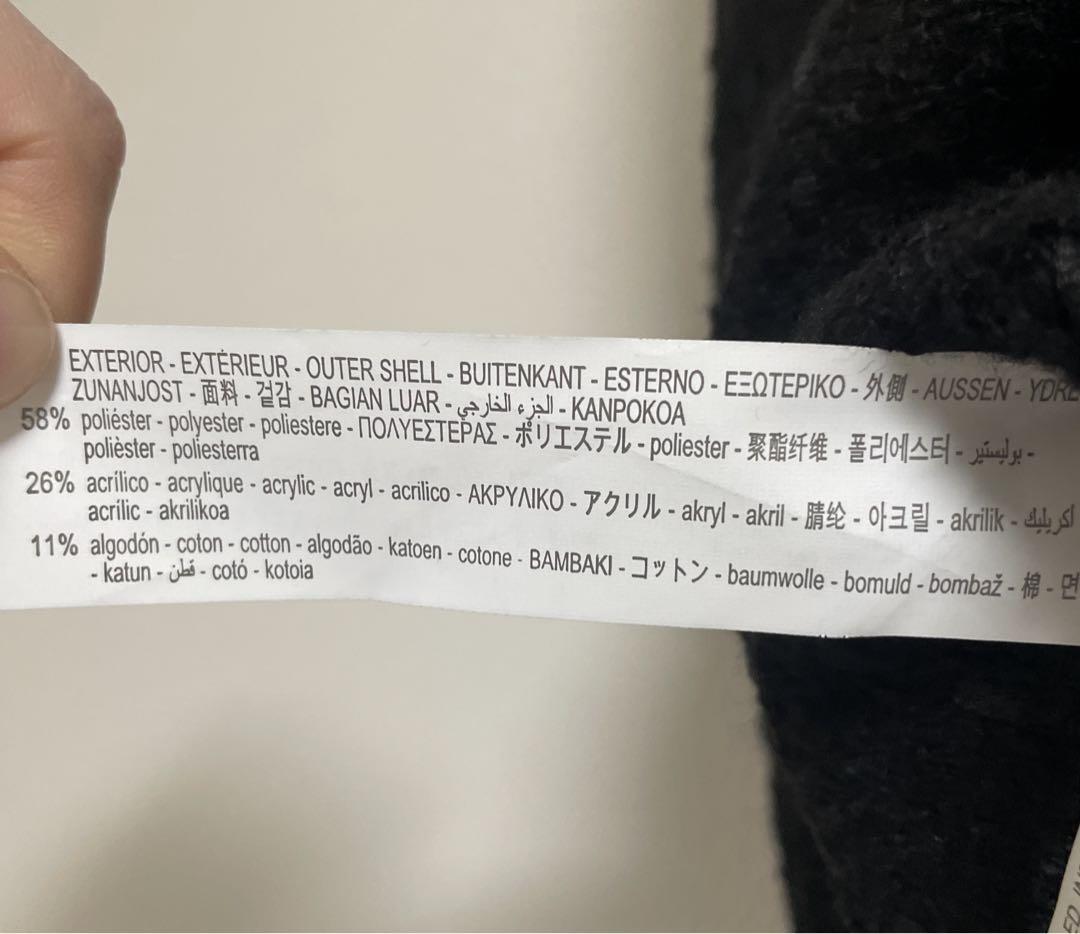 EXTERIOR - EXTÉRIEUR - OUTER SHELL - BUITENKANT - ESTERNO - ΕΞΩΤΕΡΙΚΟ - 外側 - AUSSEN - YDRE
ZUNANJOST - 面料 - 겉감 - BAGIAN LUAR - الجزء الخارجي - KANPOKOA
58% poliéster - polyester - poliestere - ΠΟΛΥΕΣΤΕΡΑΣ - ポリエステル - poliester - 聚酯纤维 - 폴리에스터 - بوليستير -
polièster - poliesterra
26% acrílico - acrylique - acrylic - acryl - acrilico - ΑΚΡΥΛΙΚΟ - アクリル - akryl - akril - 腈纶 - 아크릴 - akrilik - أكريليك
acrílic - akrilikoa
11% algodón - coton - cotton - algodão - katoen - cotone - ΒΑΜΒΑΚΙ - コットン - baumwolle - bomuld - bombaž - 棉 - 면
- katun - قطن - cotó - kotoia